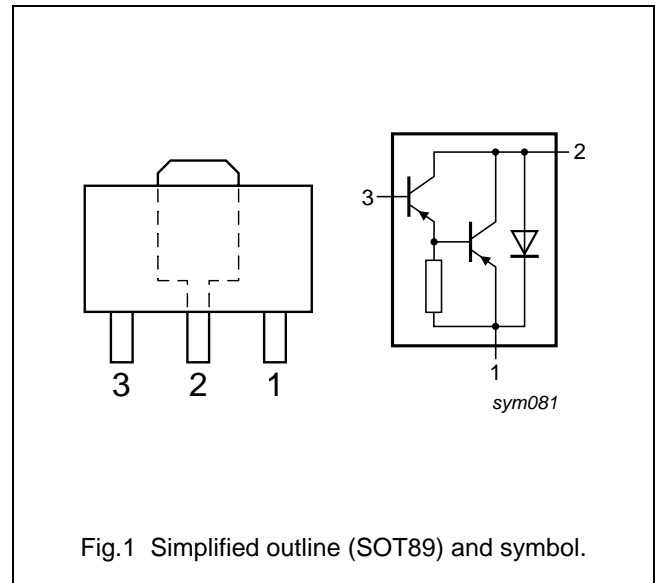 2
3
3 2 1
1
sym081
Fig.1 Simplified outline (SOT89) and symbol.